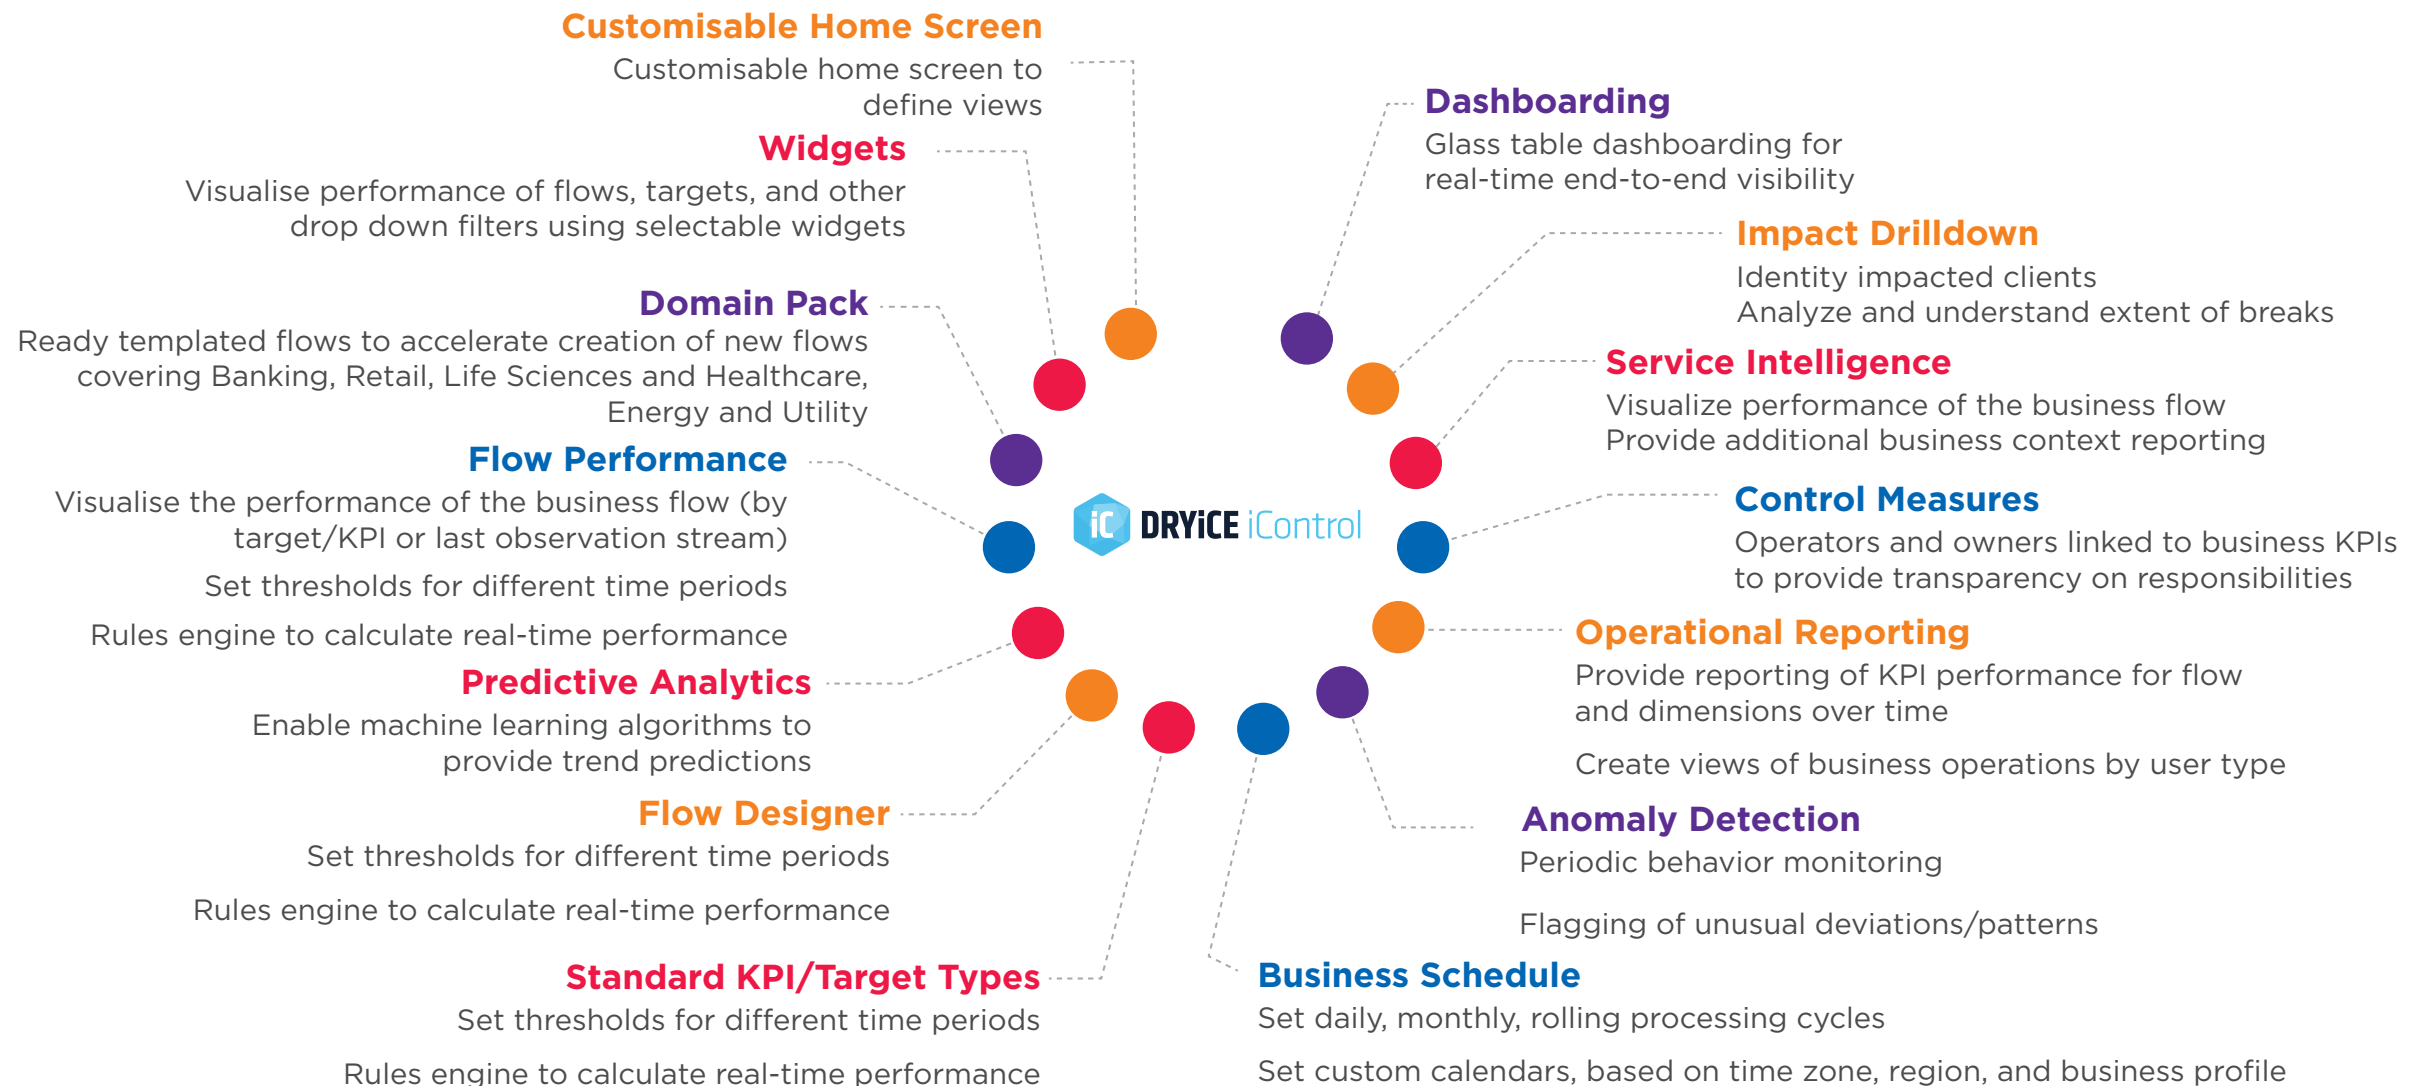 Customisable Home Screen
Customisable home screen to
define views
Widgets
Visualise performance of flows, targets, and other
drop down filters using selectable widgets
Domain Pack
Ready templated flows to accelerate creation of new flows
covering Banking, Retail, Life Sciences and Healthcare,
Energy and Utility
Flow Performance
Visualise the performance of the business flow (by
target/KPI or last observation stream)
Set thresholds for different time periods
Rules engine to calculate real-time performance
Predictive Analytics
Enable machine learning algorithms to
provide trend predictions
Flow Designer
Set thresholds for different time periods
Rules engine to calculate real-time performance
Standard KPI/Target Types
Set thresholds for different time periods
Rules engine to calculate real-time performance
iC DRYiCE iControl
Dashboarding
Glass table dashboarding for
real-time end-to-end visibility
Impact Drilldown
Identity impacted clients
Analyze and understand extent of breaks
Service Intelligence
Visualize performance of the business flow
Provide additional business context reporting
Control Measures
Operators and owners linked to business KPIs
to provide transparency on responsibilities
Operational Reporting
Provide reporting of KPI performance for flow
and dimensions over time
Create views of business operations by user type
Anomaly Detection
Periodic behavior monitoring
Flagging of unusual deviations/patterns
Business Schedule
Set daily, monthly, rolling processing cycles
Set custom calendars, based on time zone, region, and business profile